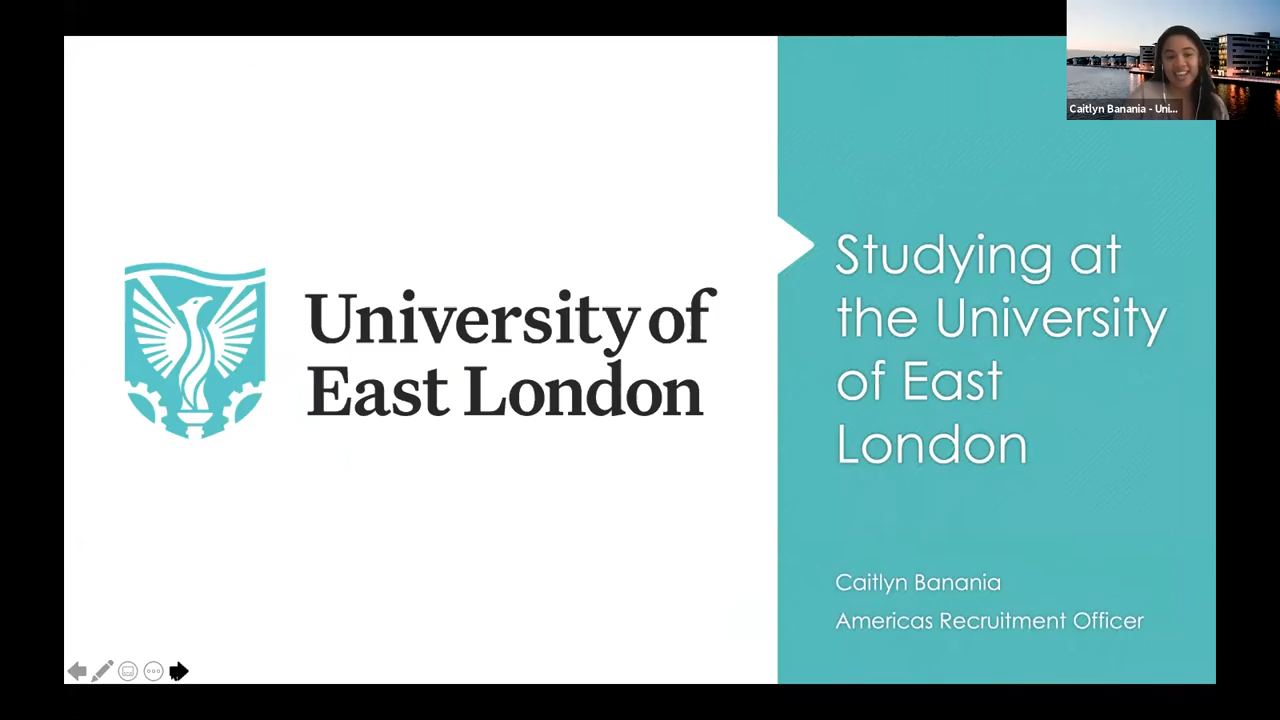 Caitlyn Banania - Uni...
University of
East London
Studying at
the University
of East
London
Caitlyn Banania
Americas Recruitment Officer